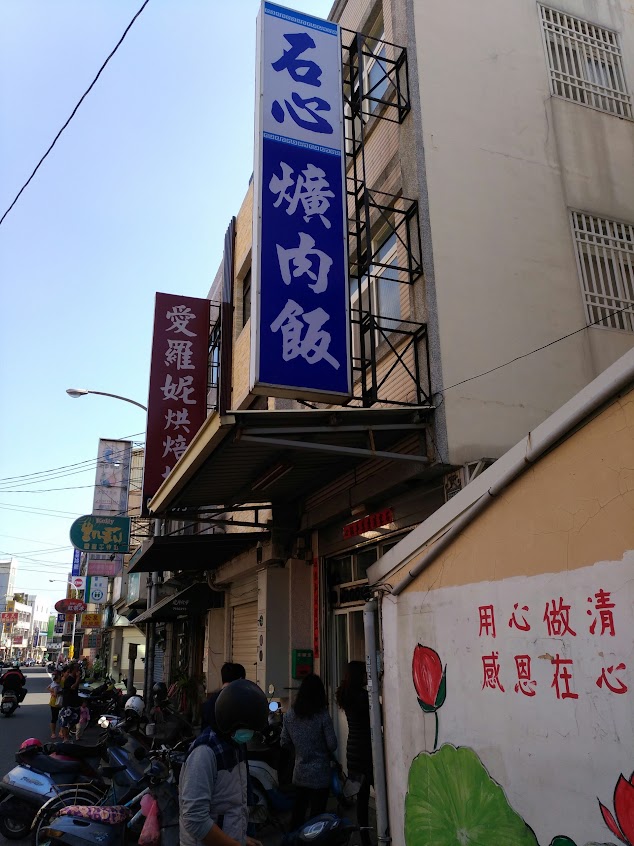 石心
爌肉飯
愛羅妮烘焙
用心做清
感恩在心